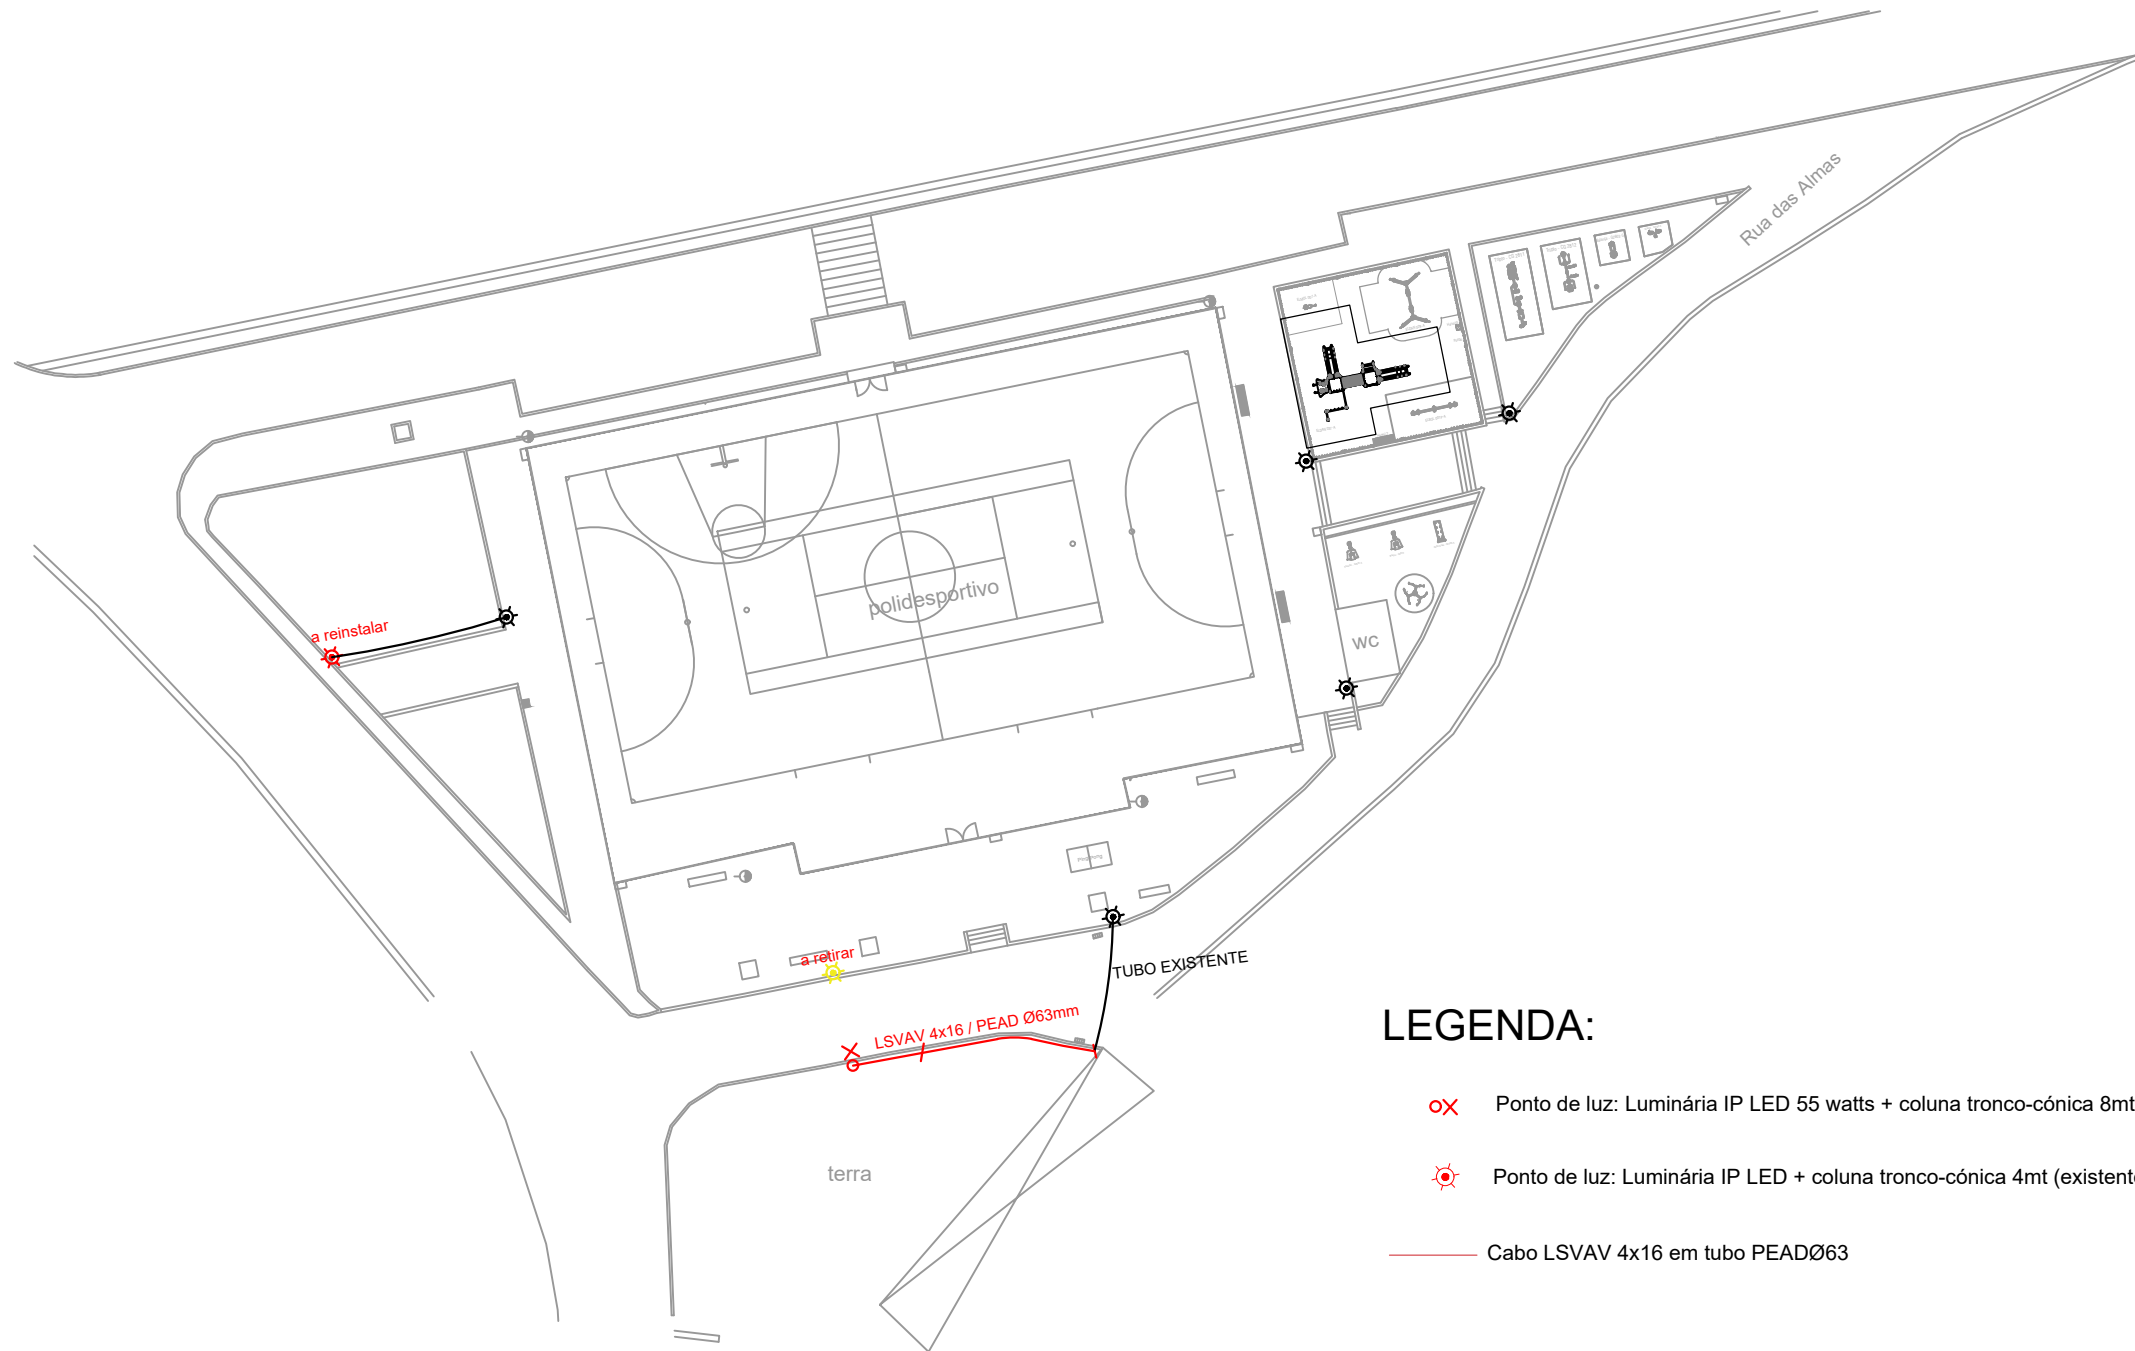 Rua das Almas
a reinstalar
polidesportivo
wc
a retirar
TUBO EXISTENTE
LSVAV 4x16 / PEAD Ø63mm
terra
LEGENDA:
Ponto de luz: Luminária IP LED 55 watts + coluna tronco-cónica 8mt
Ponto de luz: Luminária IP LED + coluna tronco-cónica 4mt (existent
Cabo LSVAV 4x16 em tubo PEADØ63